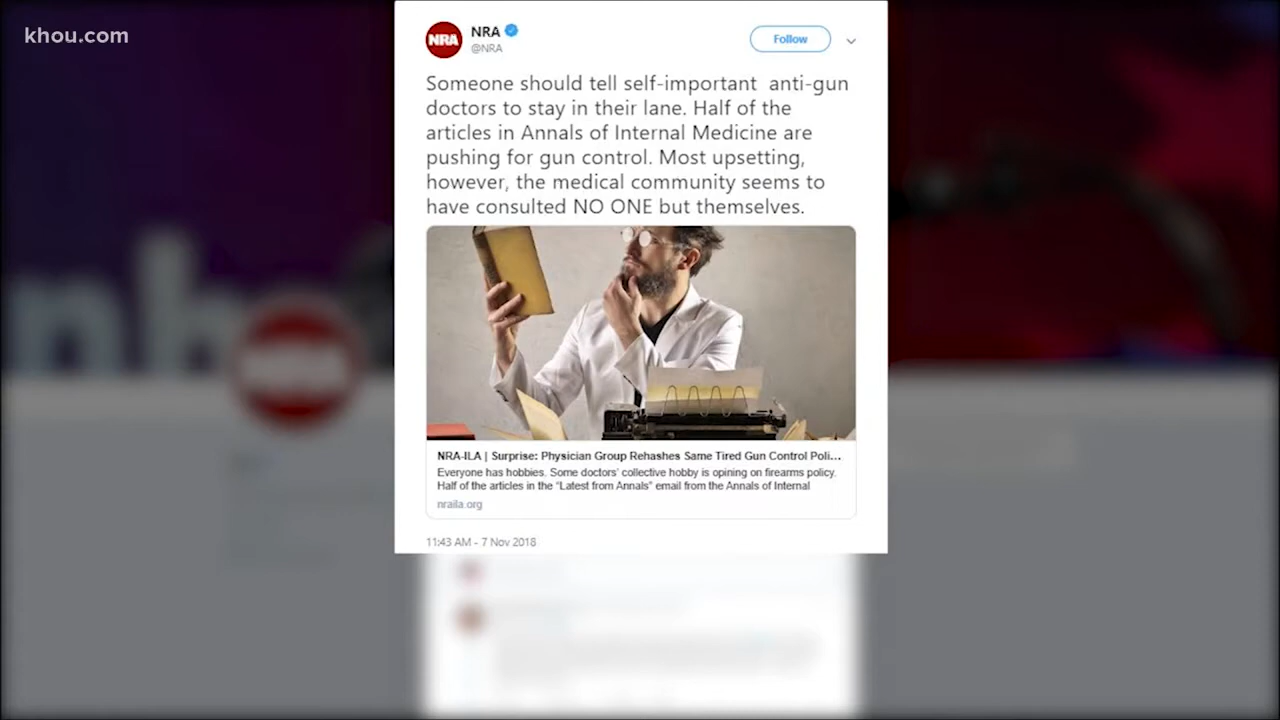 khou.com
NRA
NRA
@NRA
Follow
Someone should tell self-important anti-gun
doctors to stay in their lane. Half of the
articles in Annals of Internal Medicine are
pushing for gun control. Most upsetting,
however, the medical community seems to
have consulted NO ONE but themselves.
NRA-ILA | Surprise: Physician Group Rehashes Same Tired Gun Control Poli...
Everyone has hobbies. Some doctors' collective hobby is opining on firearms policy.
Half of the articles in the “Latest from Annals” email from the Annals of Internal
nraila.org
11:43 AM - 7 Nov 2018